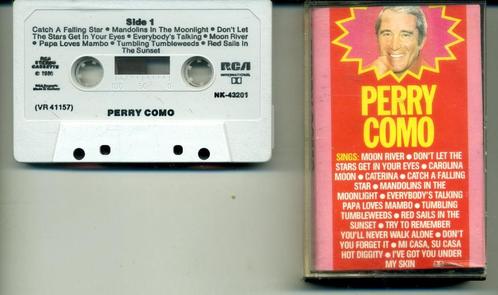 Side 1
Catch A Falling Star • Mandolins In The Moonlight • Don't Let
The Stars Get In Your Eyes • Everybody's Talking • Moon River
• Papa Loves Mambo • Tumbling Tumbleweeds • Red Sails In
The Sunset
RCA
STEREO
CASSETTE
RCA
INTERNATIONAL
NK-43201
(VR 41157)
PERRY COMO
PERRY
COMO
SINGS: MOON RIVER • DON'T LET THE
STARS GET IN YOUR EYES • CAROLINA
MOON • CATERINA • CATCH A FALLING
STAR • MANDOLINS IN THE
MOONLIGHT • EVERYBODY'S TALKING
PAPA LOVES MAMBO • TUMBLING
TUMBLEWEEDS • RED SAILS IN THE
SUNSET • TRY TO REMEMBER
YOU'LL NEVER WALK ALONE • DON'T
YOU FORGET IT • MI CASA, SU CASA
HOT DIGGITY • I'VE GOT YOU UNDER
MY SKIN